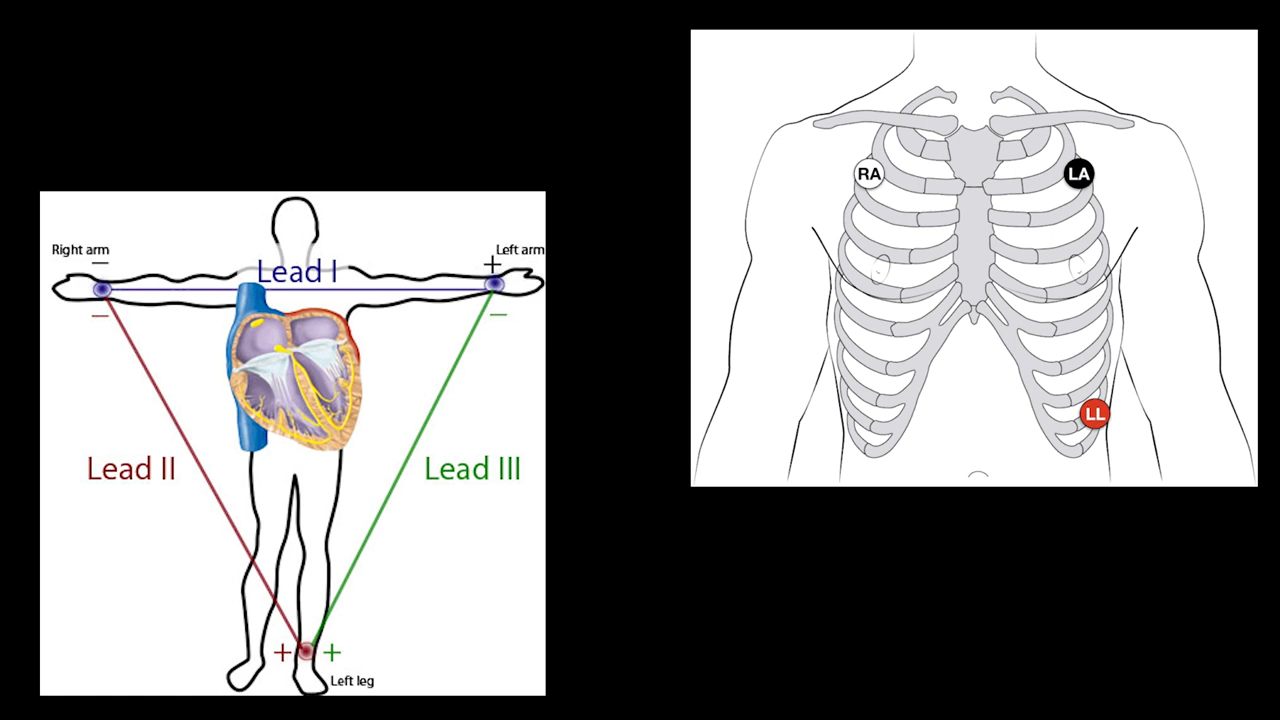 Right arm
−
−
Lead I
Left arm
+
−
Lead II
Lead III
+ +
Left leg
RA
LA
LL